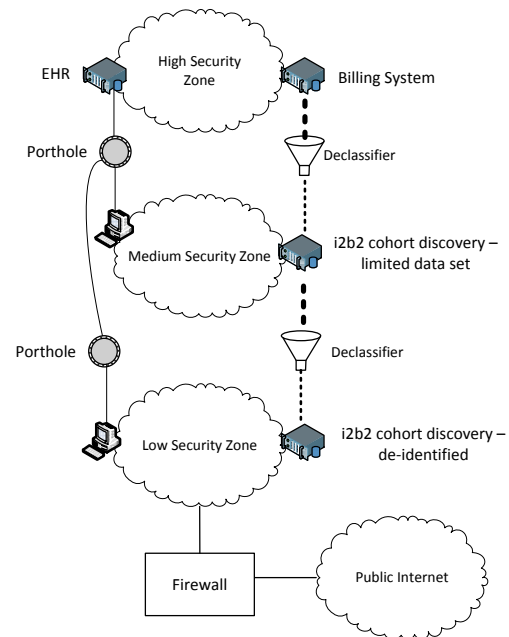 EHR
High Security
Zone
Billing System
Porthole
Declassifier
Medium Security Zone
i2b2 cohort discovery –
limited data set
Porthole
Declassifier
Low Security Zone
i2b2 cohort discovery –
de-identified
Firewall
Public Internet